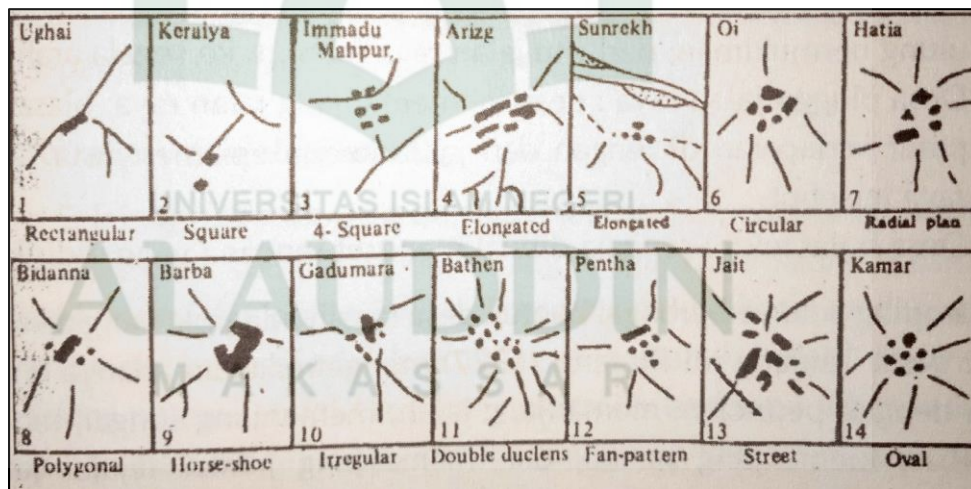 Ughai Keraiya Immadu Mahpur. Arizg Sunrekh Oi Hatia
1 2 3 4 5 6 7
Rectangular Square 4- Square Elongated Elongated Circular Radial plan
UNIVERSITAS ISLAM NEGERI
Bidanna Barba Gadumara Bathen Pentha Jait Kamar
ALAUDDIN
MAKASSAR
8 9 10 11 12 13 14
Polygonal Horse-shoe Irregular Double duclens Fan-pattern Street Oval